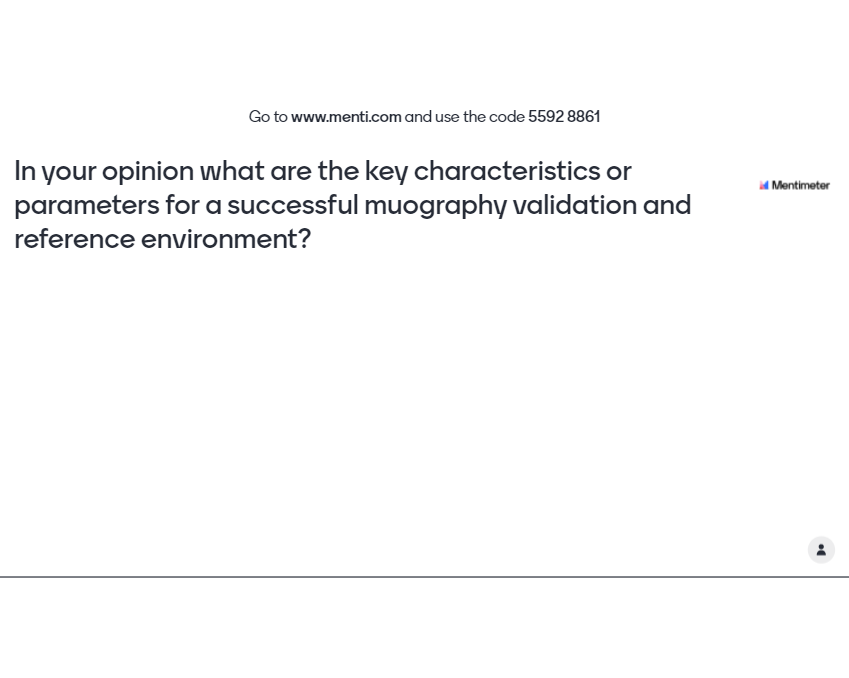 Go to www.menti.com and use the code 5592 8861
In your opinion what are the key characteristics or
parameters for a successful muography validation and
reference environment?
Mentimeter